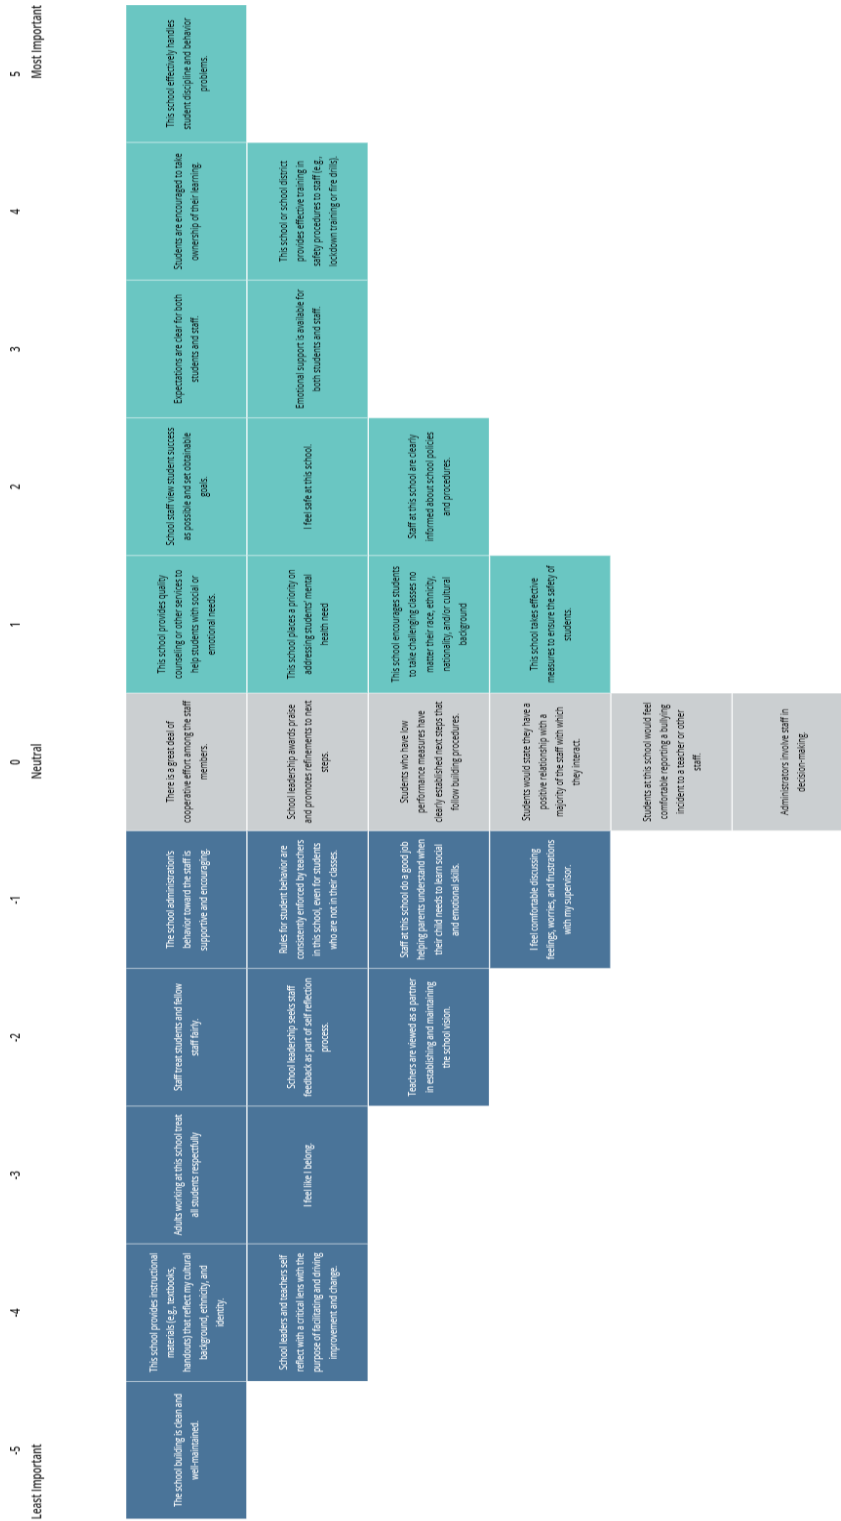 -5
-4
-3
-2
-1
0
1
2
3
4
5
Least Important
Neutral
Most Important
The school building is clean and
well-maintained.
This school provides instructional
materials (e.g., textbooks,
handouts) that reflect my cultural
background, ethnicity, and
identity.
Adults working at this school treat
all students respectfully
Staff treat students and fellow
staff fairly.
The school administration's
behavior toward the staff is
supportive and encouraging.
There is a great deal of
cooperative effort among the staff
members.
This school provides quality
counseling or other services to
help students with social or
emotional needs.
School staff view student success
as possible and set obtainable
goals.
Expectations are clear for both
students and staff.
Students are encouraged to take
ownership of their learning.
This school effectively handles
student discipline and behavior
problems.
School leaders and teachers self
reflect with a critical lens with the
purpose of facilitating and driving
improvement and change.
I feel like I belong.
School leadership seeks staff
feedback as part of self reflection
process.
Rules for student behavior are
consistently enforced by teachers
in this school, even for students
who are not in their classes.
School leadership awards praise
and promotes refinements to next
steps.
This school places a priority on
addressing students' mental
health need
I feel safe at this school.
Emotional support is available for
both students and staff.
This school or school district
provides effective training in
safety procedures to staff (e.g.,
lockdown training or fire drills).
Teachers are viewed as a partner
in establishing and maintaining
the school vision.
Staff at this school do a good job
helping parents understand when
their child needs to learn social
and emotional skills.
Students who have low
performance measures have
clearly established next steps that
follow building procedures.
This school encourages students
to take challenging classes no
matter their race, ethnicity,
nationality, and/or cultural
background
Staff at this school are clearly
informed about school policies
and procedures.
I feel comfortable discussing
feelings, worries, and frustrations
with my supervisor.
Students would state they have a
positive relationship with a
majority of the staff with which
they interact.
This school takes effective
measures to ensure the safety of
students.
Students at this school would feel
comfortable reporting a bullying
incident to a teacher or other
staff.
Administrators involve staff in
decision-making.